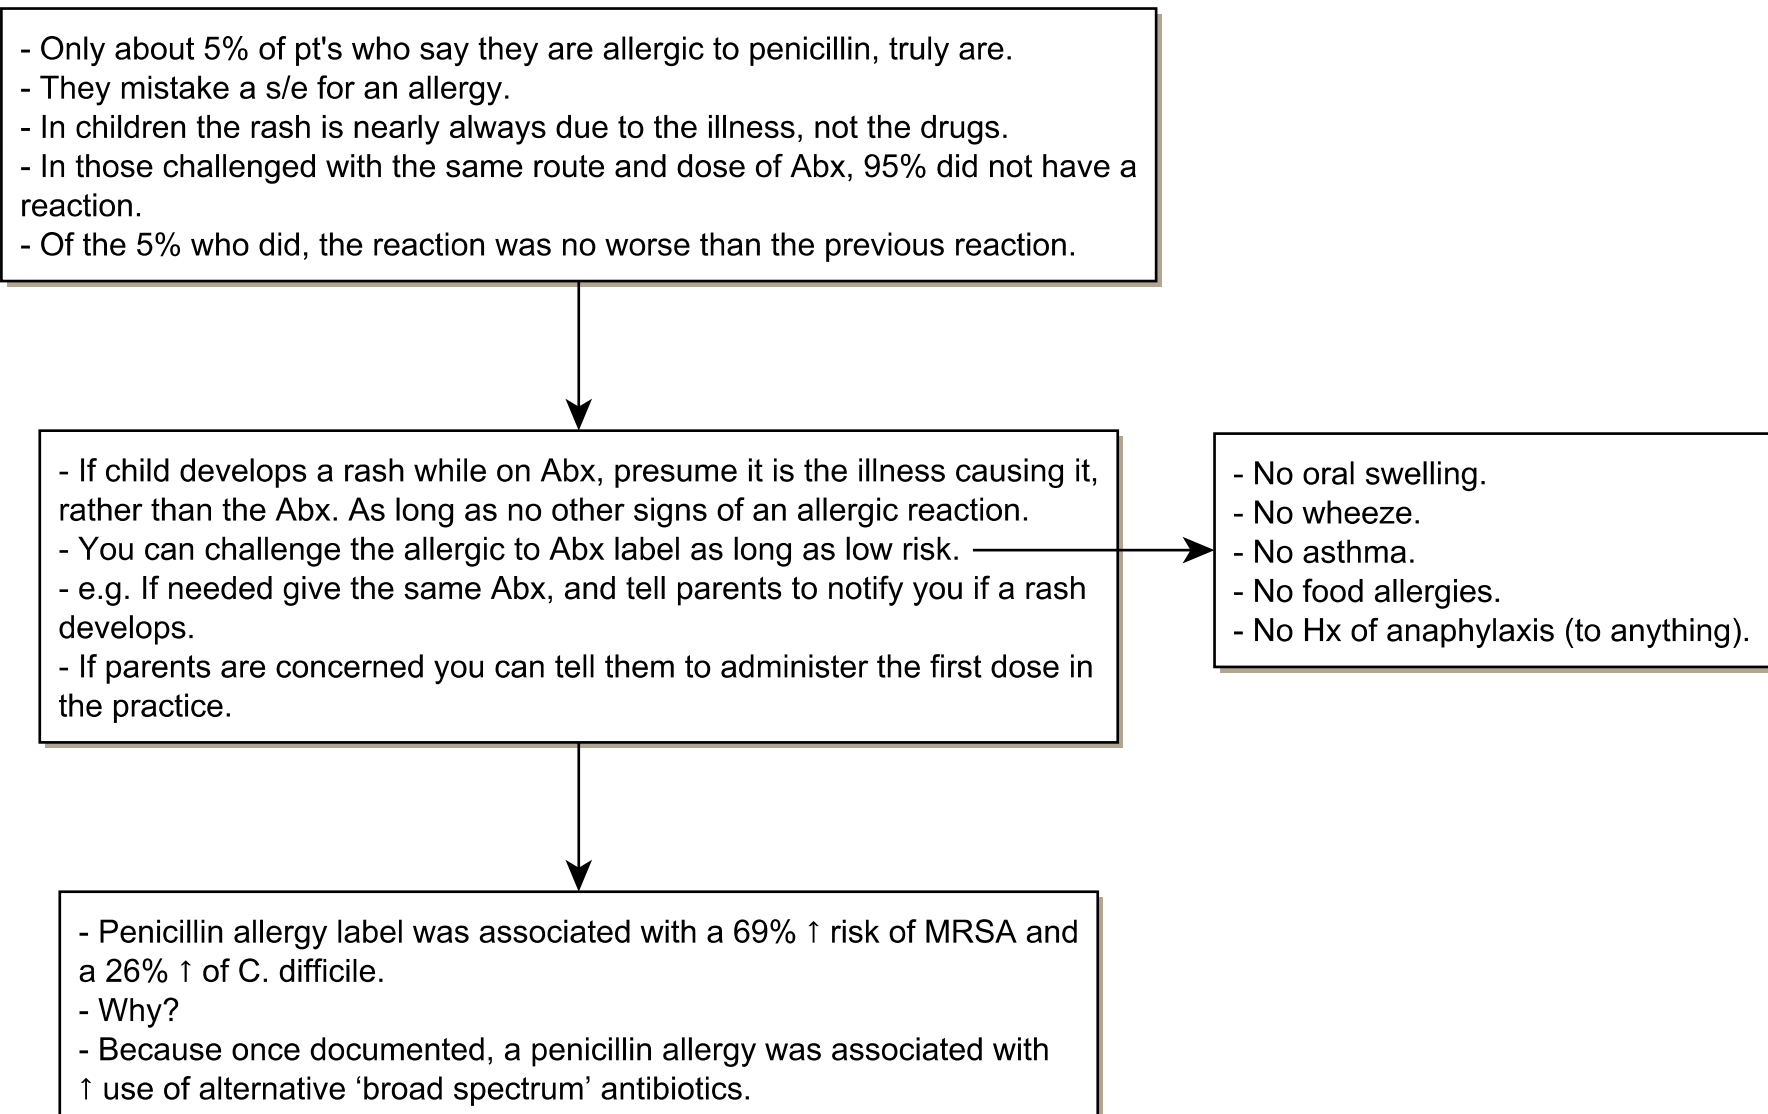 - Only about 5% of pt's who say they are allergic to penicillin, truly are.
- They mistake a s/e for an allergy.
- In children the rash is nearly always due to the illness, not the drugs.
- In those challenged with the same route and dose of Abx, 95% did not have a
reaction.
- Of the 5% who did, the reaction was no worse than the previous reaction.
- If child develops a rash while on Abx, presume it is the illness causing it,
rather than the Abx. As long as no other signs of an allergic reaction.
- You can challenge the allergic to Abx label as long as low risk.
- e.g. If needed give the same Abx, and tell parents to notify you if a rash
develops.
- If parents are concerned you can tell them to administer the first dose in
the practice.
- No oral swelling.
- No wheeze.
- No asthma.
- No food allergies.
- No Hx of anaphylaxis (to anything).
- Penicillin allergy label was associated with a 69% ↑ risk of MRSA and
a 26% ↑ of C. difficile.
- Why?
- Because once documented, a penicillin allergy was associated with
↑ use of alternative ‘broad spectrum’ antibiotics.